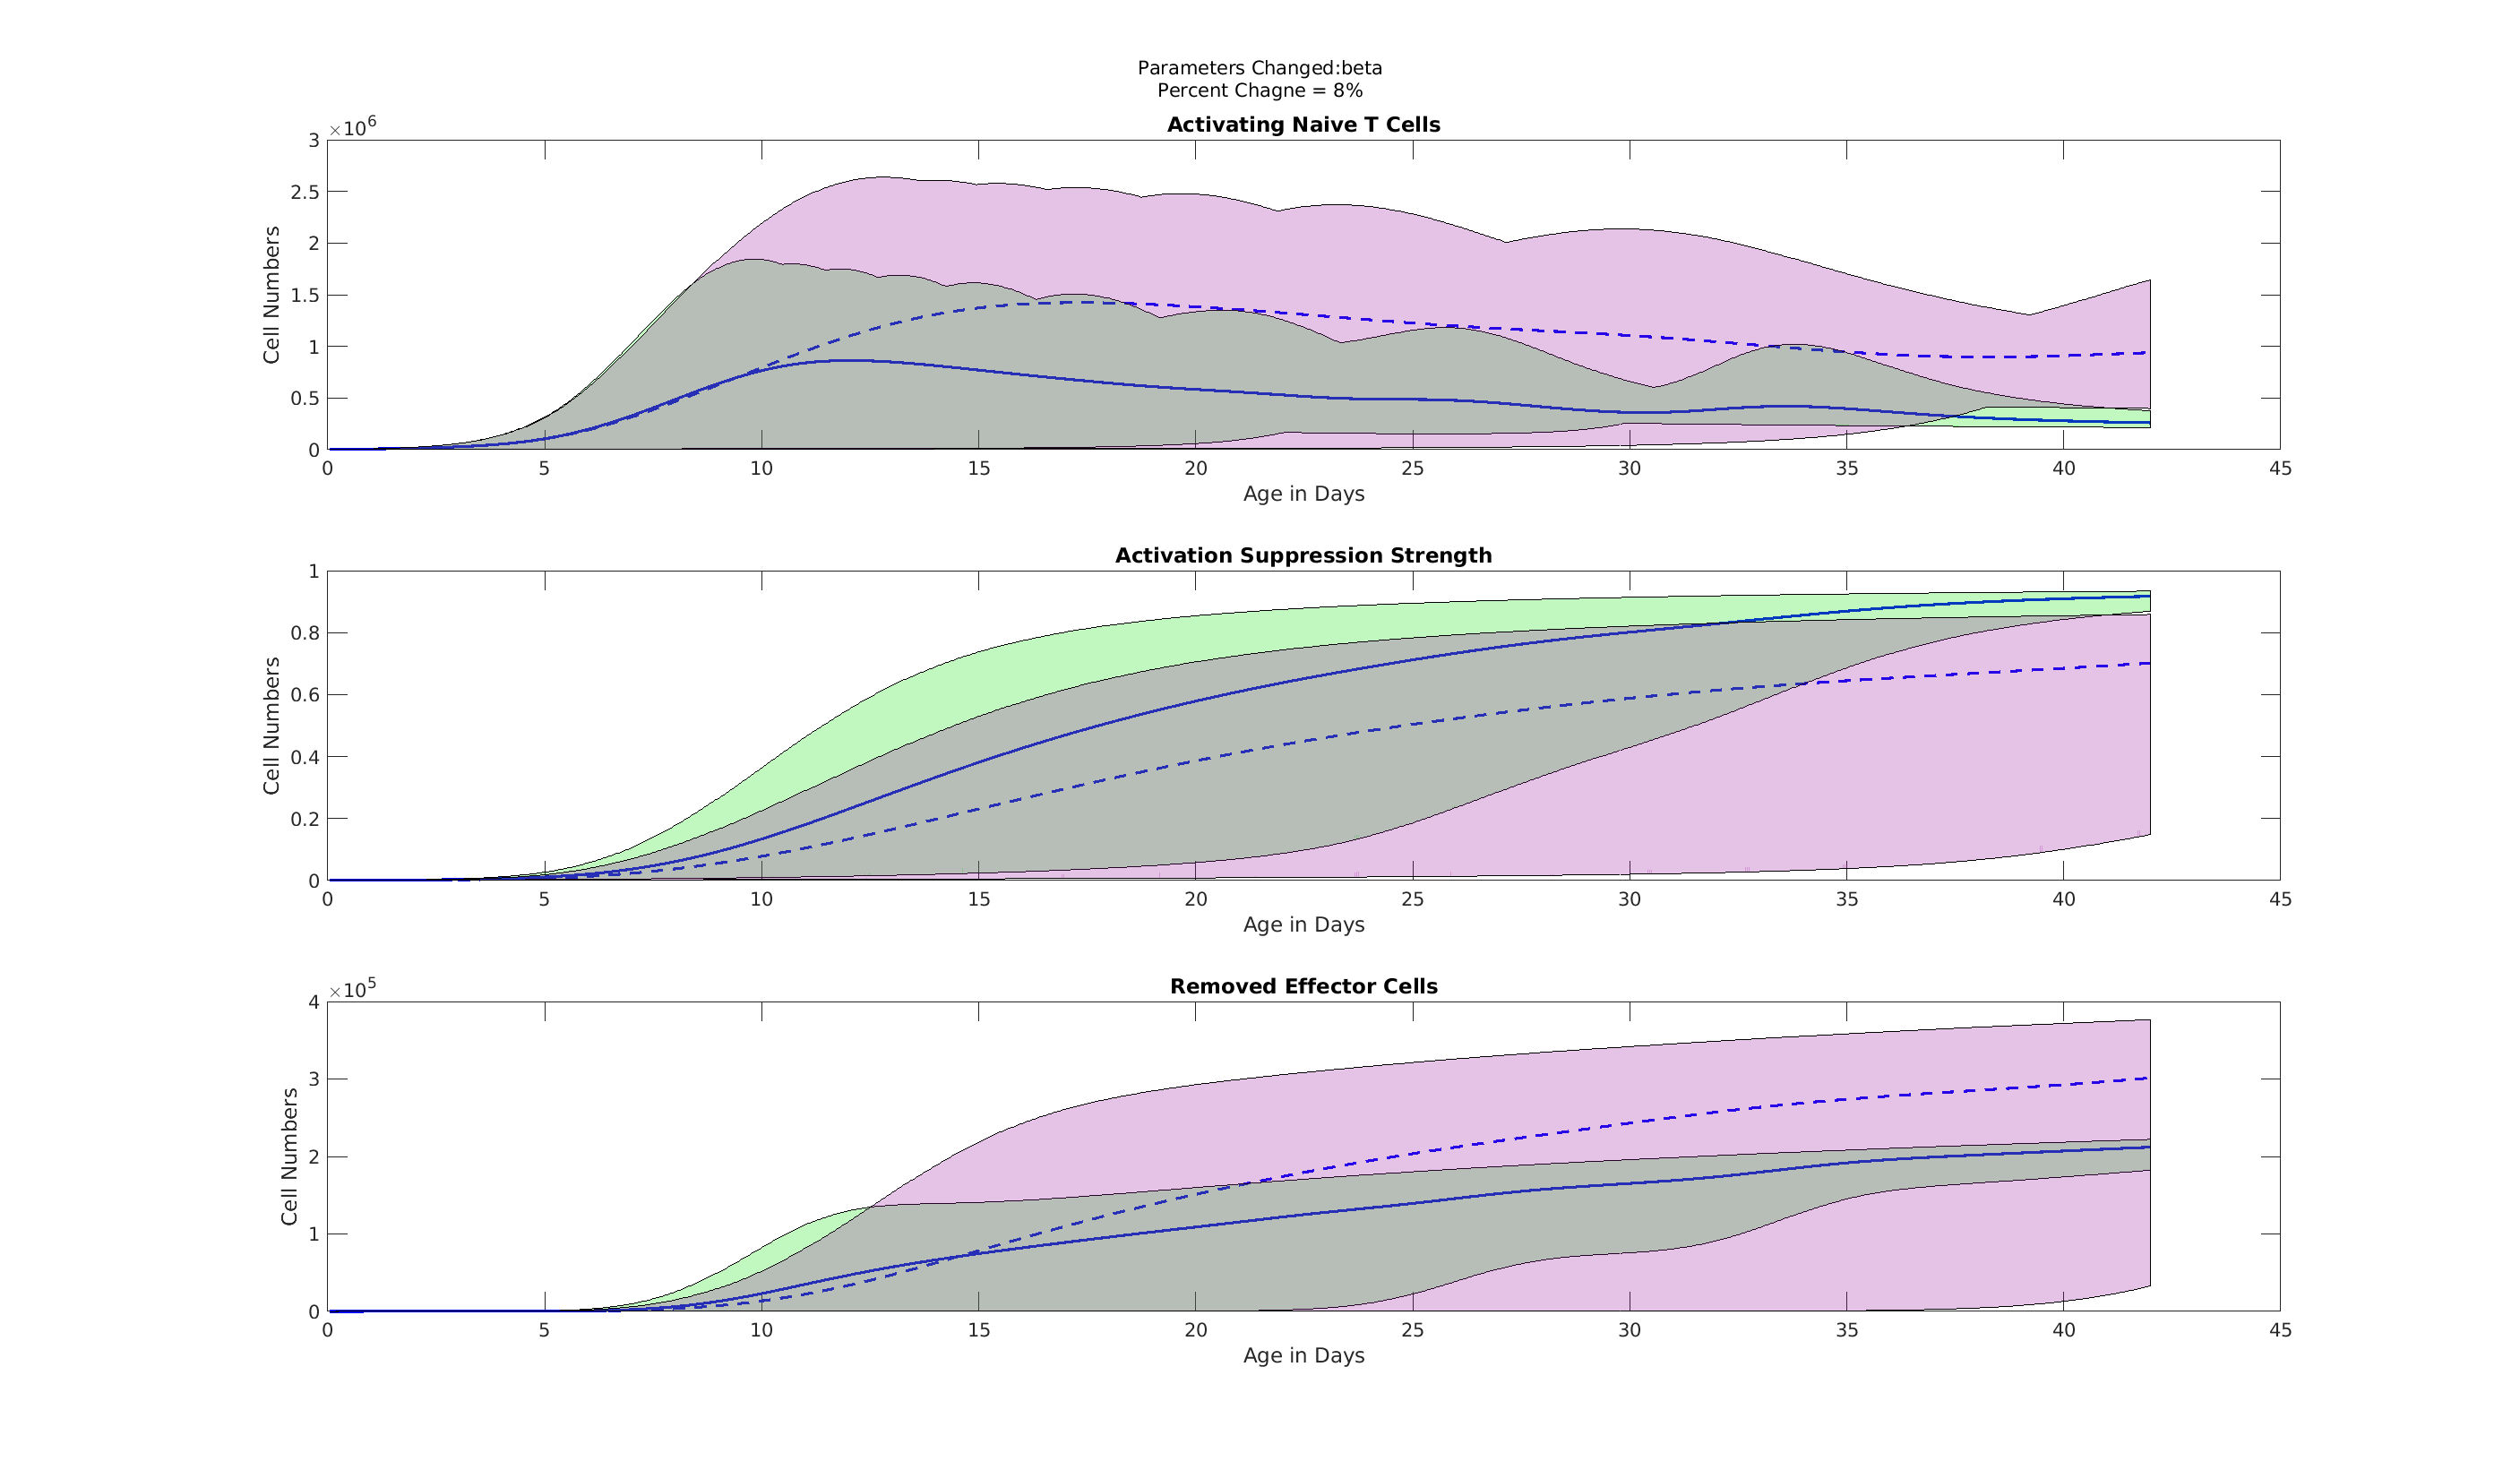 Parameters Changed:beta
Percent Chagne = 8%
Activating Naive T Cells
×10^6
3
2.5
2
1.5
1
0.5
0
Cell Numbers
0 5 10 15 20 25 30 35 40 45
Age in Days
Activation Suppression Strength
1
0.8
0.6
0.4
0.2
0
Cell Numbers
0 5 10 15 20 25 30 35 40 45
Age in Days
Removed Effector Cells
×10^5
4
3
2
1
0
Cell Numbers
0 5 10 15 20 25 30 35 40 45
Age in Days